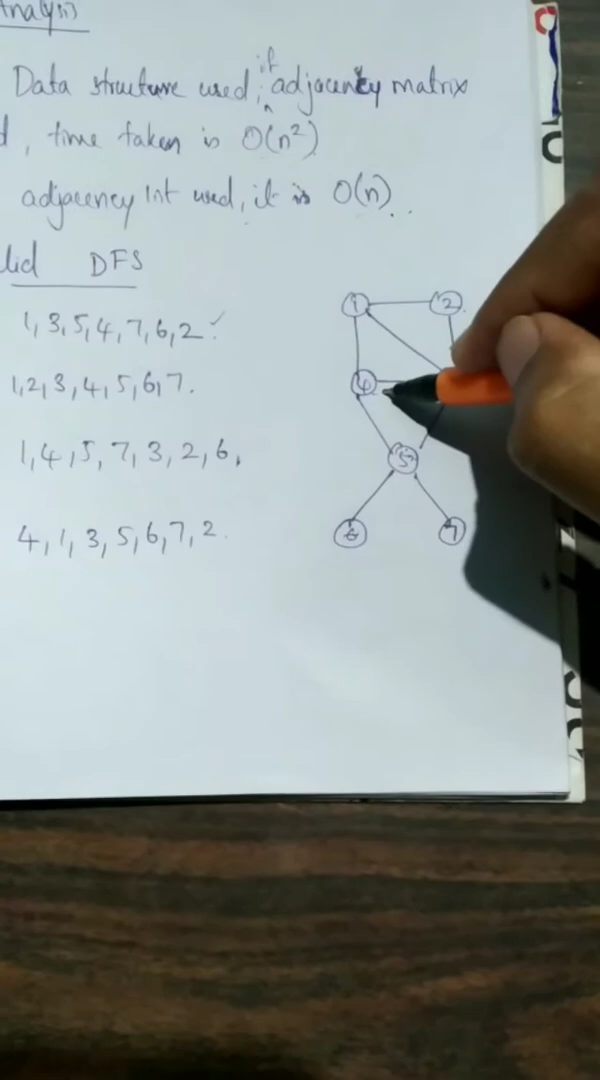 Analysis
Data structure used, if adjacency matrix
d, time taken is O(n²)
adjacency list used, it is O(n)..
lid DFS
1, 3, 5, 4, 7, 6, 2 ✓
1, 2, 3, 4, 5, 6, 7.
1, 4, 5, 7, 3, 2, 6,
4, 1, 3, 5, 6, 7, 2.
1 2
4
5
6 7